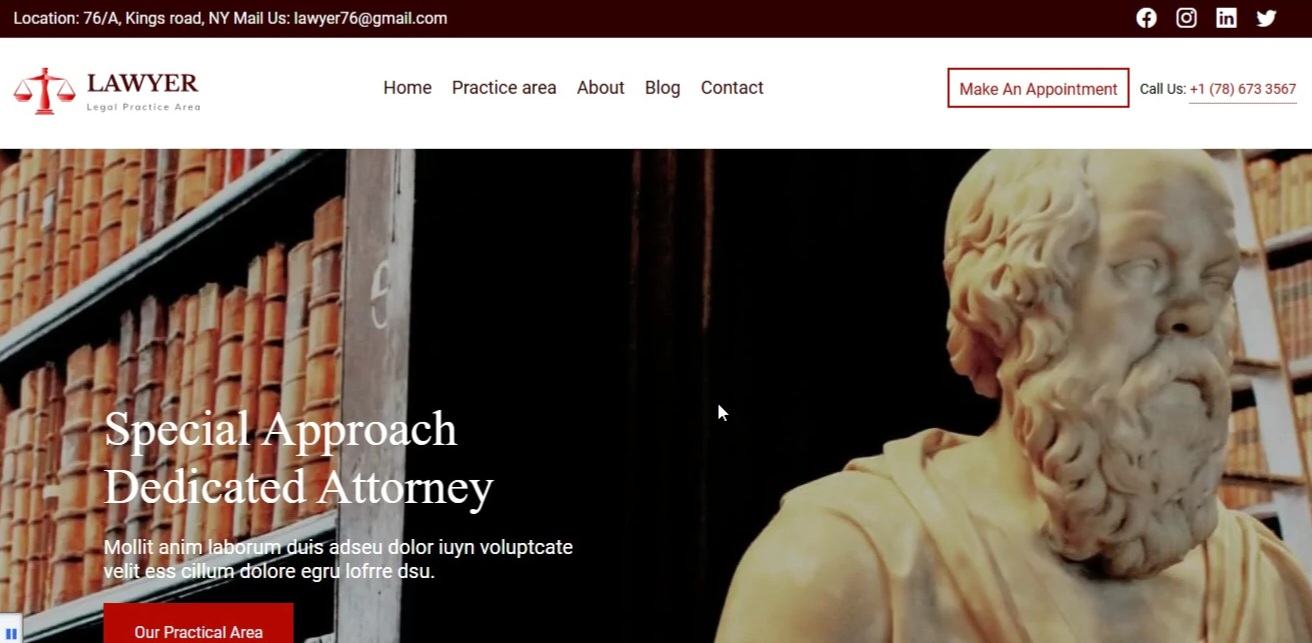 Location: 76/A, Kings road, NY Mail Us: lawyer76@gmail.com
LAWYER
Legal Practice Area
Home Practice area About Blog Contact
Make An Appointment
Call Us: +1 (78) 673 3567
Special Approach
Dedicated Attorney
Mollit anim laborum duis adseu dolor iuyn voluptcate
velit ess cillum dolore egru lofrre dsu.
Our Practical Area